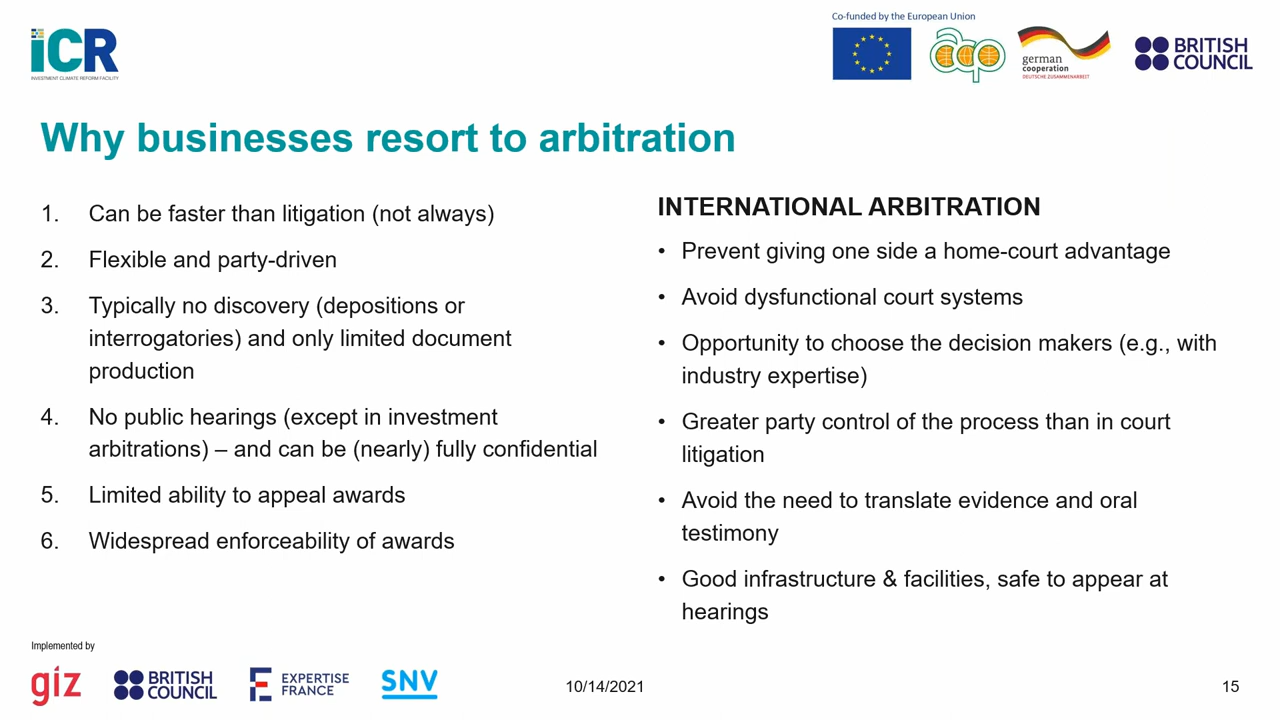 Co-funded by the European Union
iCR
INVESTMENT CLIMATE REFORM FACILITY
acp
german
cooperation
DEUTSCHE ZUSAMMENARBEIT
BRITISH
COUNCIL
Why businesses resort to arbitration
1. Can be faster than litigation (not always)
2. Flexible and party-driven
3. Typically no discovery (depositions or
interrogatories) and only limited document
production
4. No public hearings (except in investment
arbitrations) – and can be (nearly) fully confidential
5. Limited ability to appeal awards
6. Widespread enforceability of awards
INTERNATIONAL ARBITRATION
• Prevent giving one side a home-court advantage
• Avoid dysfunctional court systems
• Opportunity to choose the decision makers (e.g., with
industry expertise)
• Greater party control of the process than in court
litigation
• Avoid the need to translate evidence and oral
testimony
• Good infrastructure & facilities, safe to appear at
hearings
Implemented by
giz
BRITISH
COUNCIL
EXPERTISE
FRANCE
SNV
10/14/2021
15